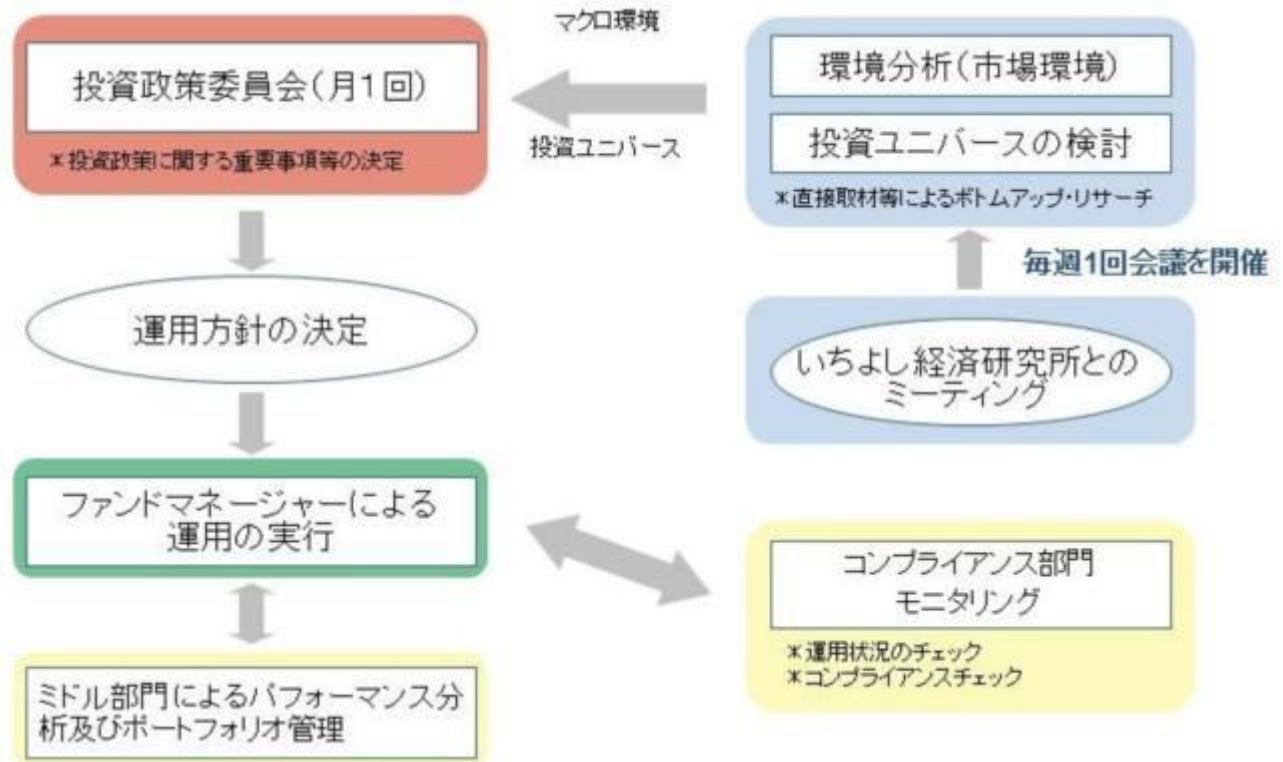 マクロ環境
投資政策委員会(月1回)
*投資政策に関する重要事項等の決定
投資ユニバース
環境分析(市場環境)
投資ユニバースの検討
*直接取材等によるボトムアップ・リサーチ
毎週1回会議を開催
運用方針の決定
いちよし経済研究所との
ミーティング
ファンドマネージャーによる
運用の実行
コンプライアンス部門
モニタリング
*運用状況のチェック
*コンプライアンスチェック
ミドル部門によるパフォーマンス分
析及びポートフォリオ管理